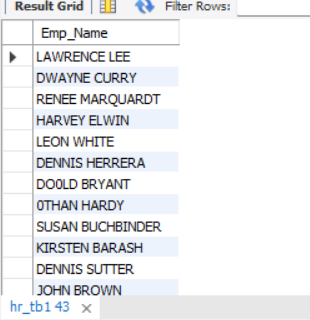 Result Grid Filter Rows:
Emp_Name
LAWRENCE LEE
DWAYNE CURRY
RENEE MARQUARDT
HARVEY ELWIN
LEON WHITE
DENNIS HERRERA
DO0LD BRYANT
0THAN HARDY
SUSAN BUCHBINDER
KIRSTEN BARASH
DENNIS SUTTER
JOHN BROWN
hr_tb1 43